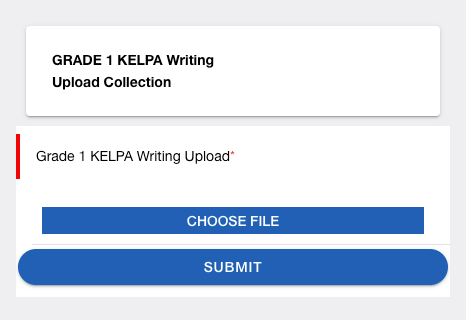 GRADE 1 KELPA Writing
Upload Collection
Grade 1 KELPA Writing Upload*
CHOOSE FILE
SUBMIT